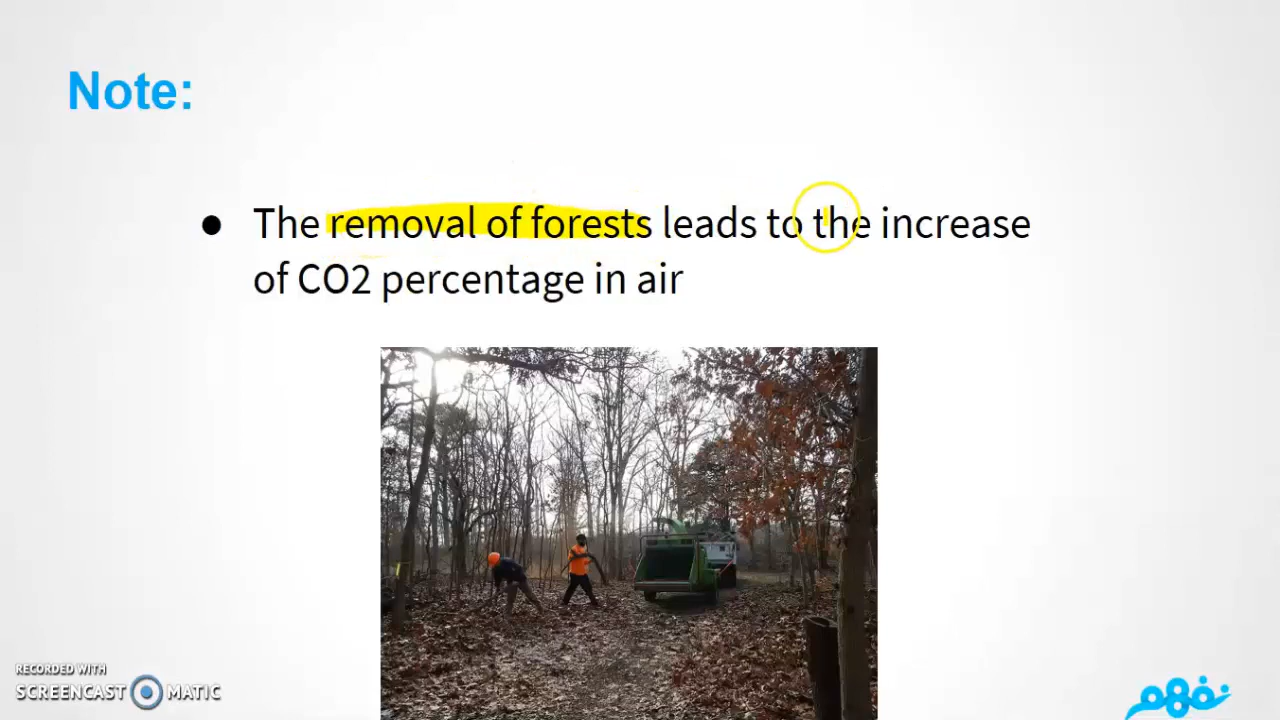 Note:
● The removal of forests leads to the increase
of CO2 percentage in air
RECORDED WITH
SCREENCAST MATIC
نفهم